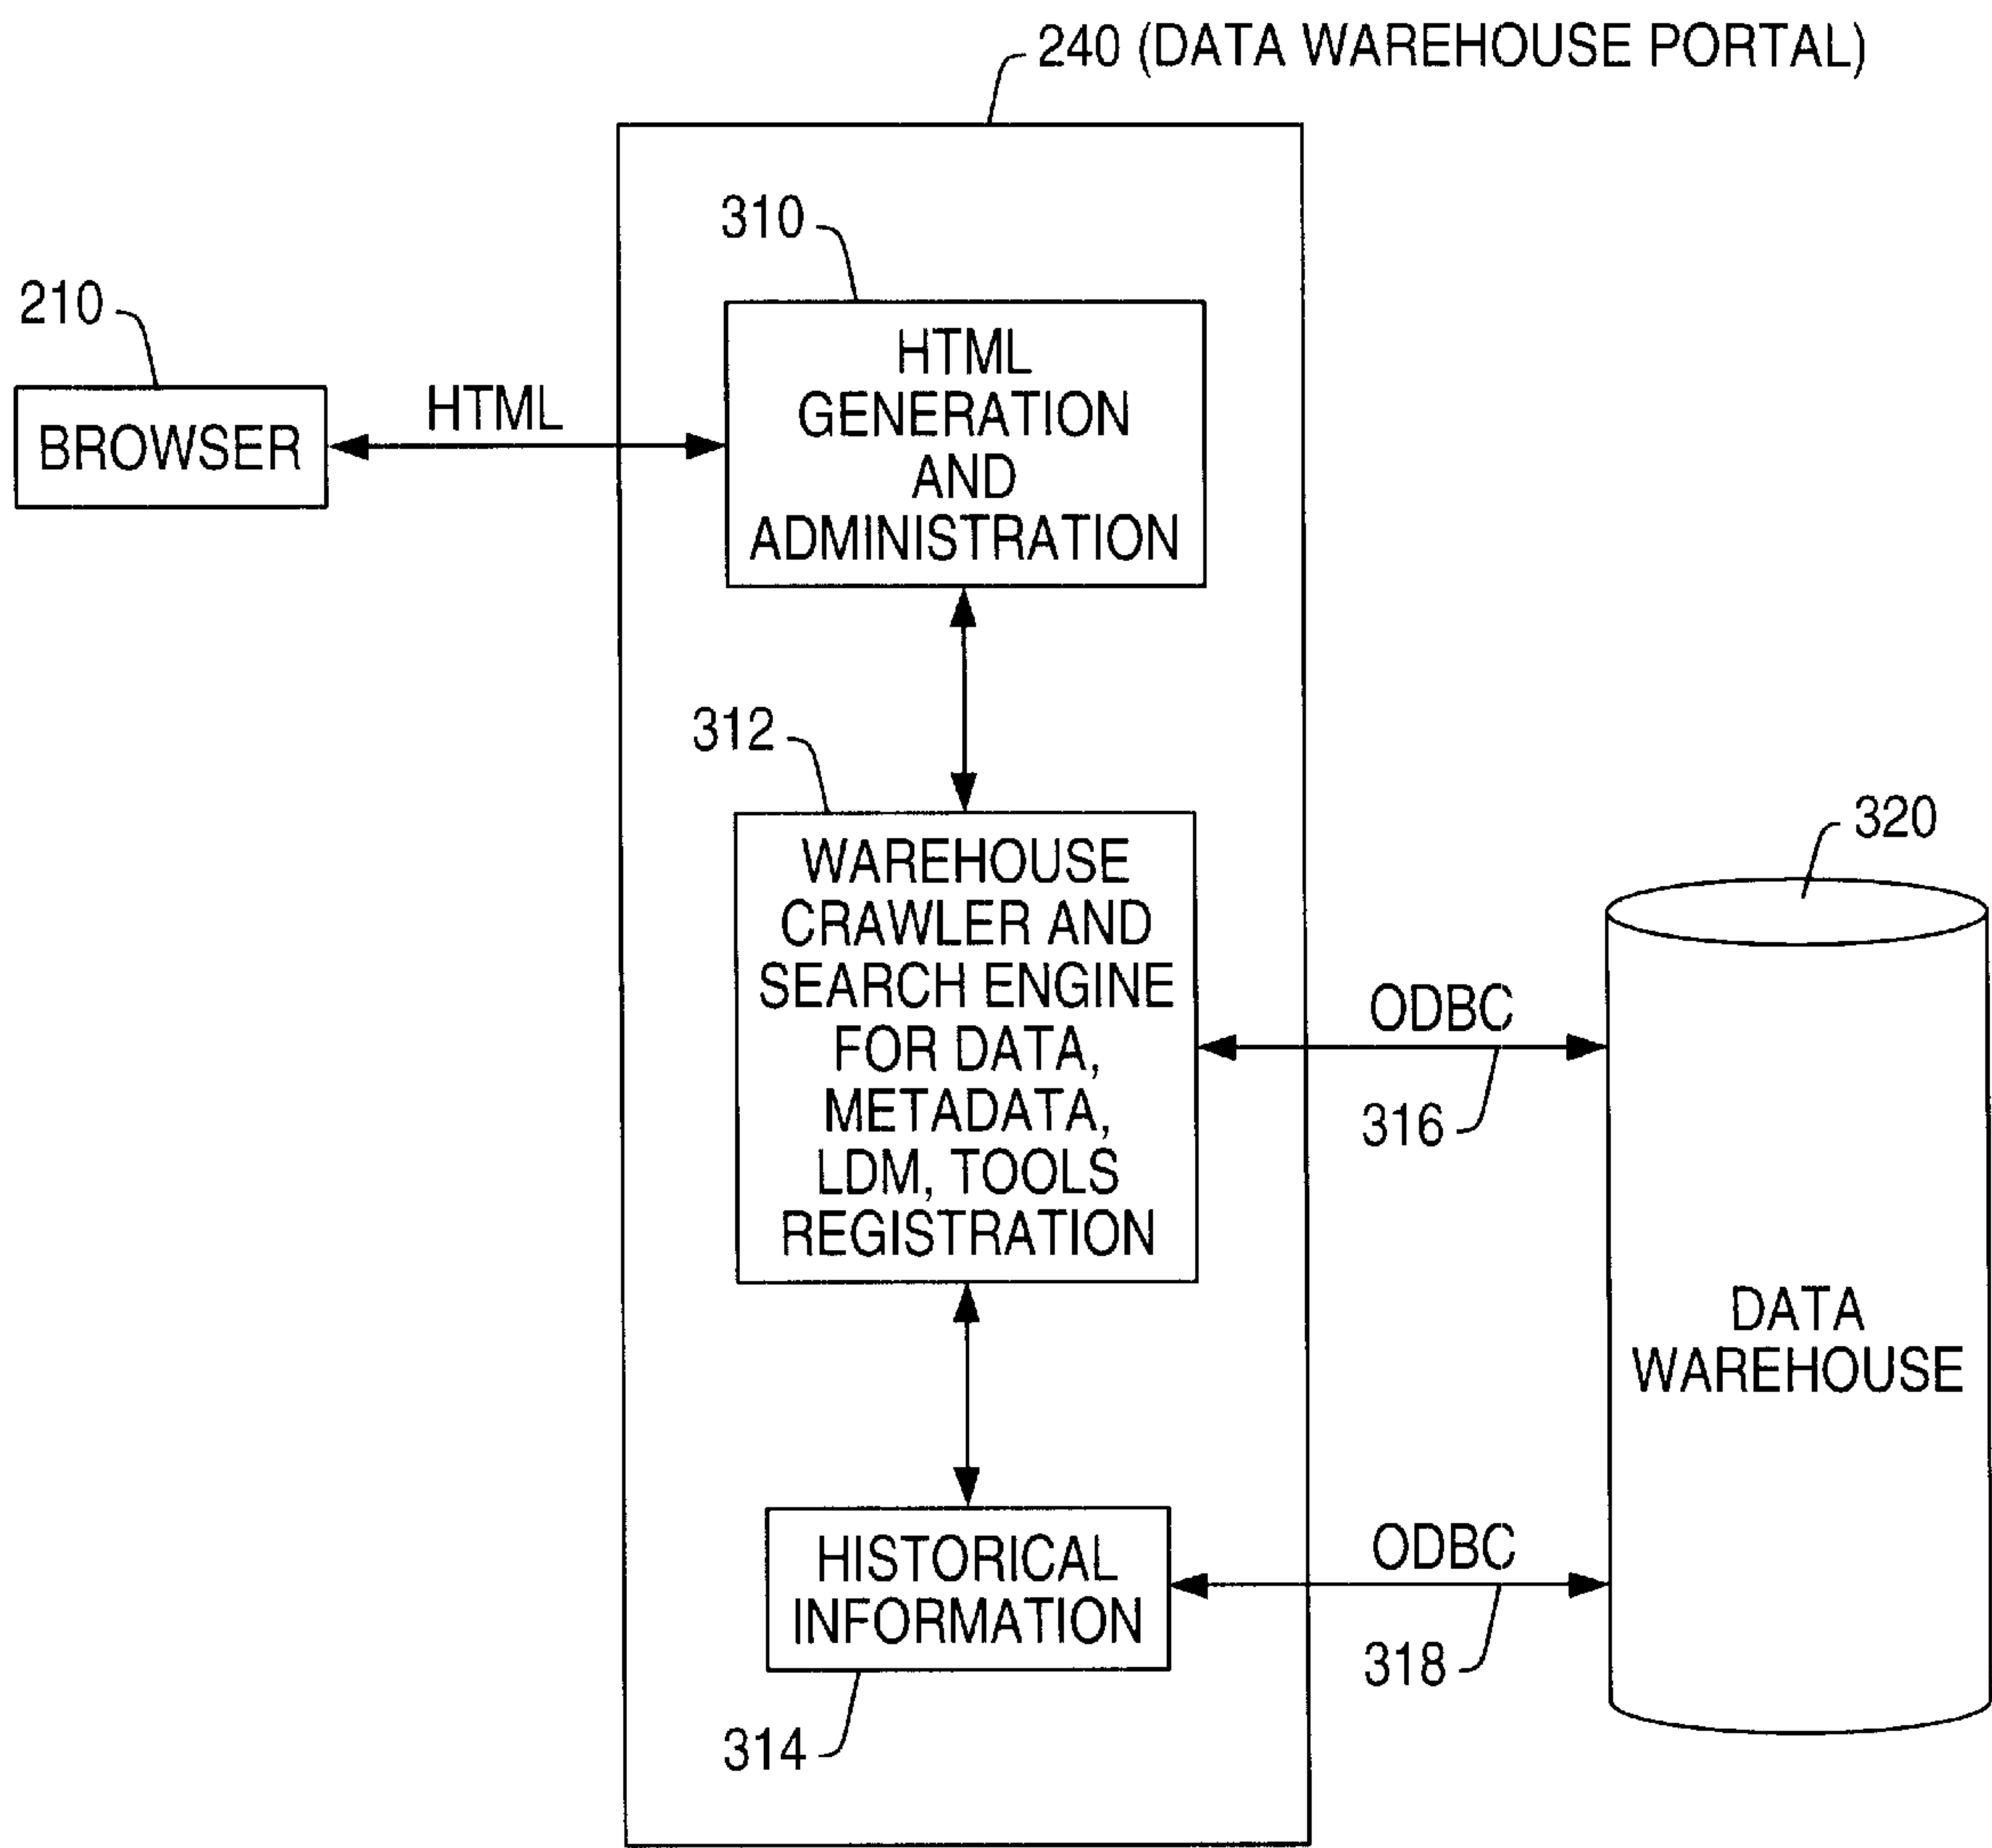 240 (DATA WAREHOUSE PORTAL)
310
210
HTML
GENERATION
AND
ADMINISTRATION
HTML
BROWSER
312
WAREHOUSE
CRAWLER AND
SEARCH ENGINE
FOR DATA,
METADATA,
LDM, TOOLS
REGISTRATION
320
ODBC
316
DATA
WAREHOUSE
HISTORICAL
INFORMATION
ODBC
318
314